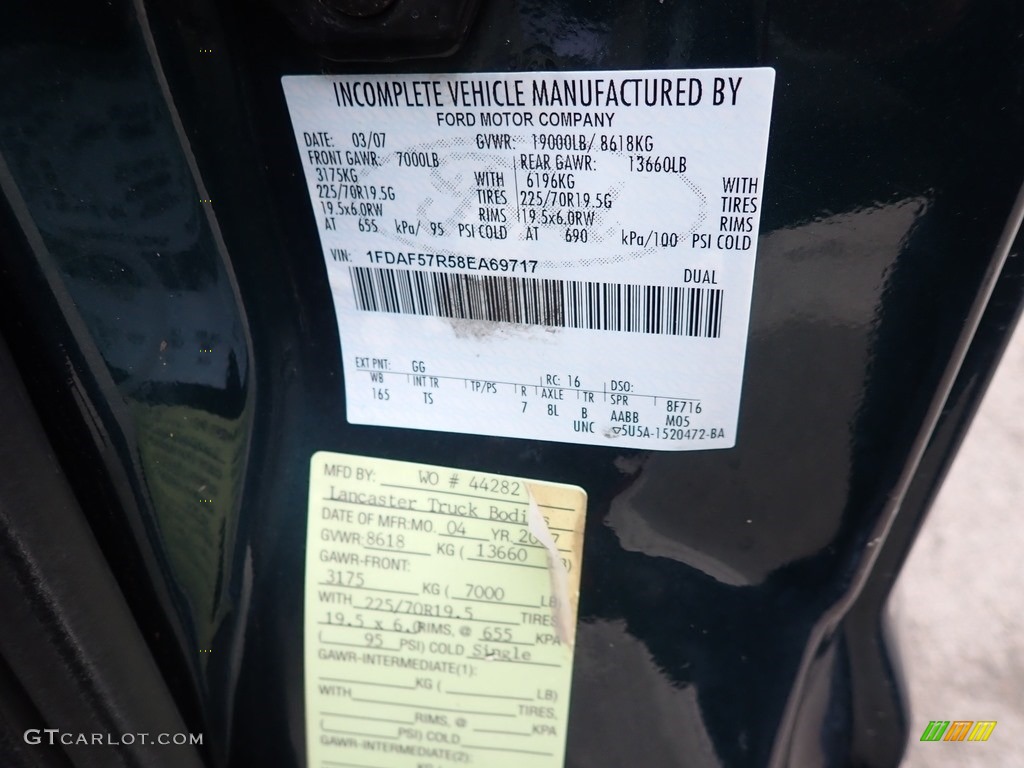 INCOMPLETE VEHICLE MANUFACTURED BY
FORD MOTOR COMPANY
DATE: 03/07 GVWR: 19000LB/ 8618KG
FRONT GAWR: 7000LB REAR GAWR: 13660LB
3175KG WITH 6196KG WITH
225/70R19.5G TIRES 225/70R19.5G TIRES
19.5x6.0RW RIMS 19.5x6.0RW RIMS
AT 655 kPa/ 95 PSI COLD AT 690 kPa/100 PSI COLD
VIN: 1FDAF57R58EA69717
DUAL
EXT PNT: GG RC: 16 DSO:
WB INT TR TP/PS R AXLE TR SPR 8F716
165 TS 7 8L B AABB M05
UNC 5U5A-1520472-BA
MFD BY: WO # 44282
Lancaster Truck
DATE OF MFR: MO. 04 YR.
GVWR: 8618 KG ( 13660
GAWR-FRONT:
3175 KG ( 7000 LB
WITH 225/70R19.5 TIRES
19.5 x 6.0 RIMS, @ 655 KPA
( 95 PSI) COLD Single
GAWR-INTERMEDIATE(1):
KG ( LB)
WITH TIRES,
RIMS, @ KPA
( PSI) COLD
GAWR-INTERMEDIATE(2):
GTCARLOT.COM